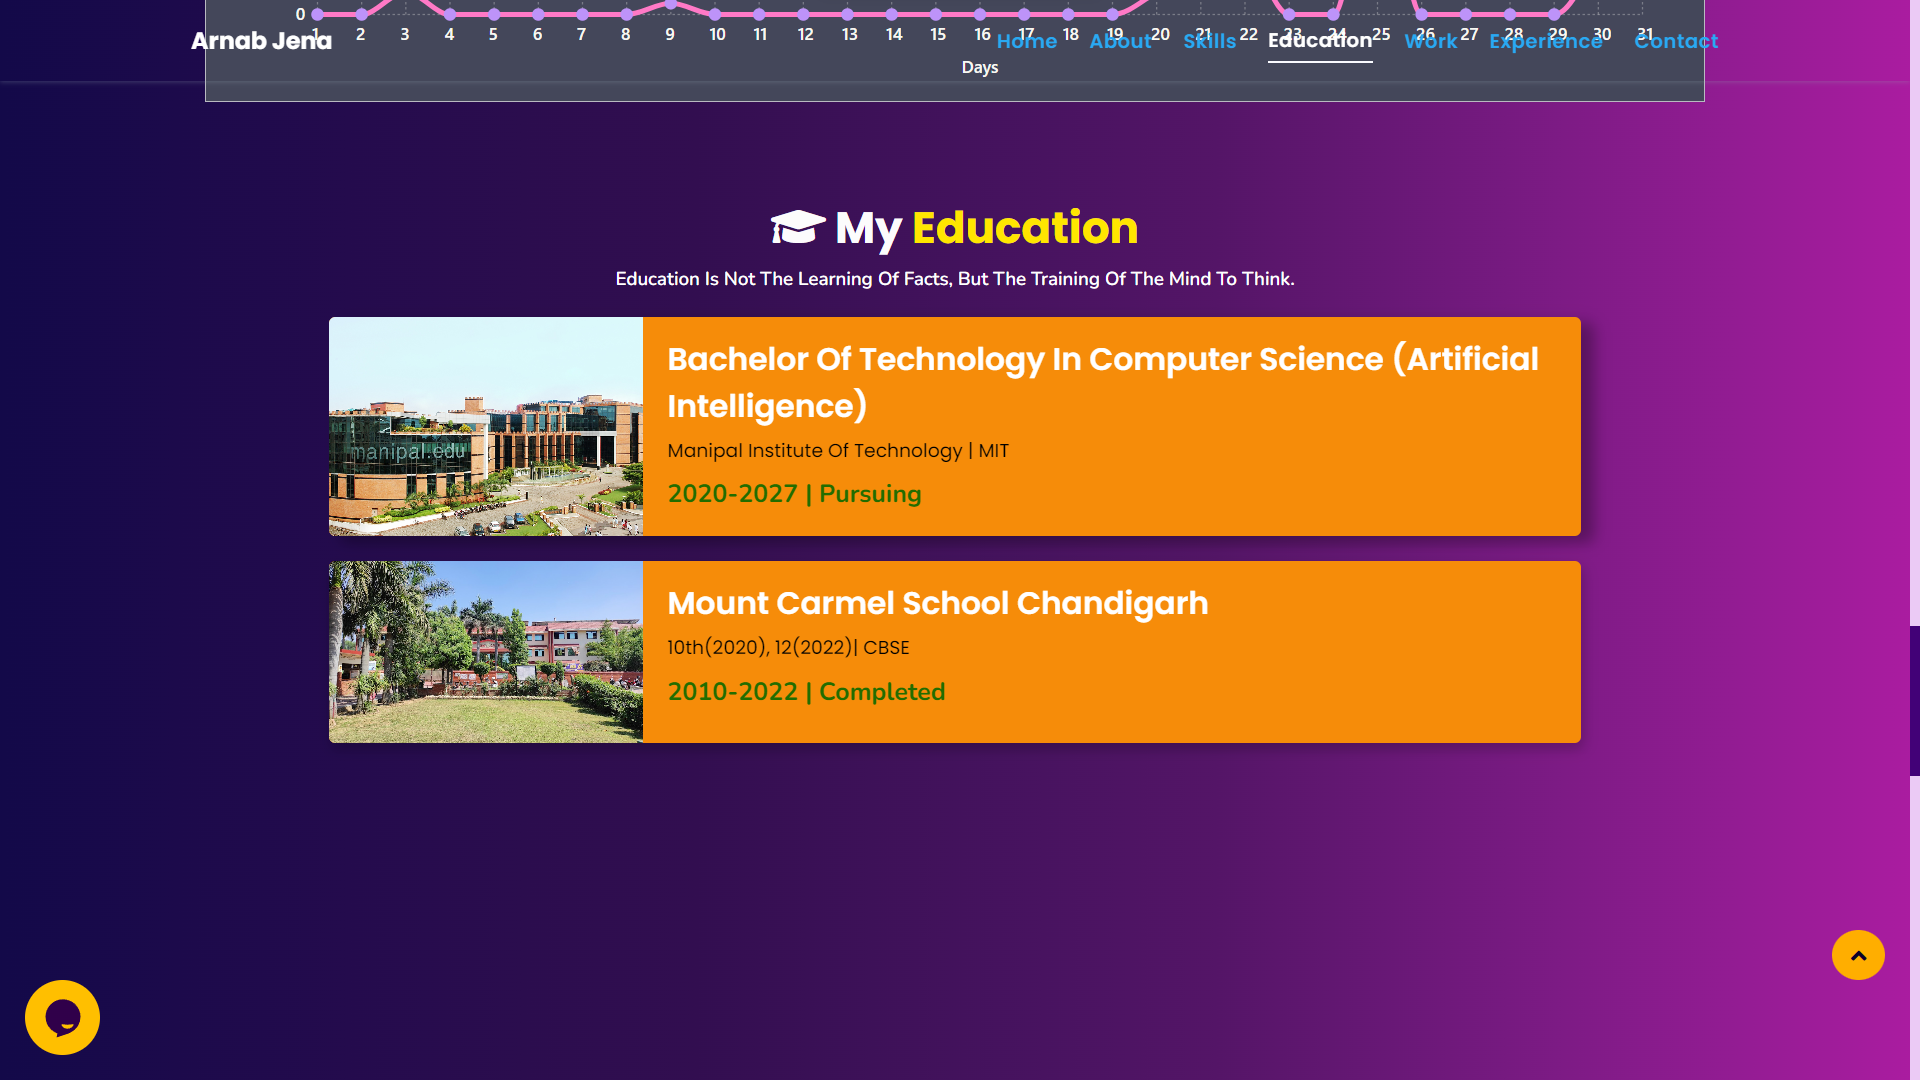 0
1 2 3 4 5 6 7 8 9 10 11 12 13 14 15 16 17 18 19 20 21 22 23 24 25 26 27 28 29 30 31
Arnab Jena Home About Skills Education Work Experience Contact
Days
My Education
Education Is Not The Learning Of Facts, But The Training Of The Mind To Think.
manipal.edu
Bachelor Of Technology In Computer Science (Artificial
Intelligence)
Manipal Institute Of Technology | MIT
2020-2027 | Pursuing
Mount Carmel School Chandigarh
10th(2020), 12(2022)| CBSE
2010-2022 | Completed